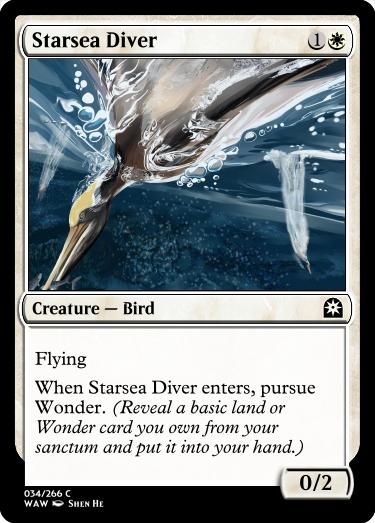 Starsea Diver 1
Creature — Bird
Flying
When Starsea Diver enters, pursue
Wonder. (Reveal a basic land or
Wonder card you own from your
sanctum and put it into your hand.)
0/2
034/266 C
WAW Shen He